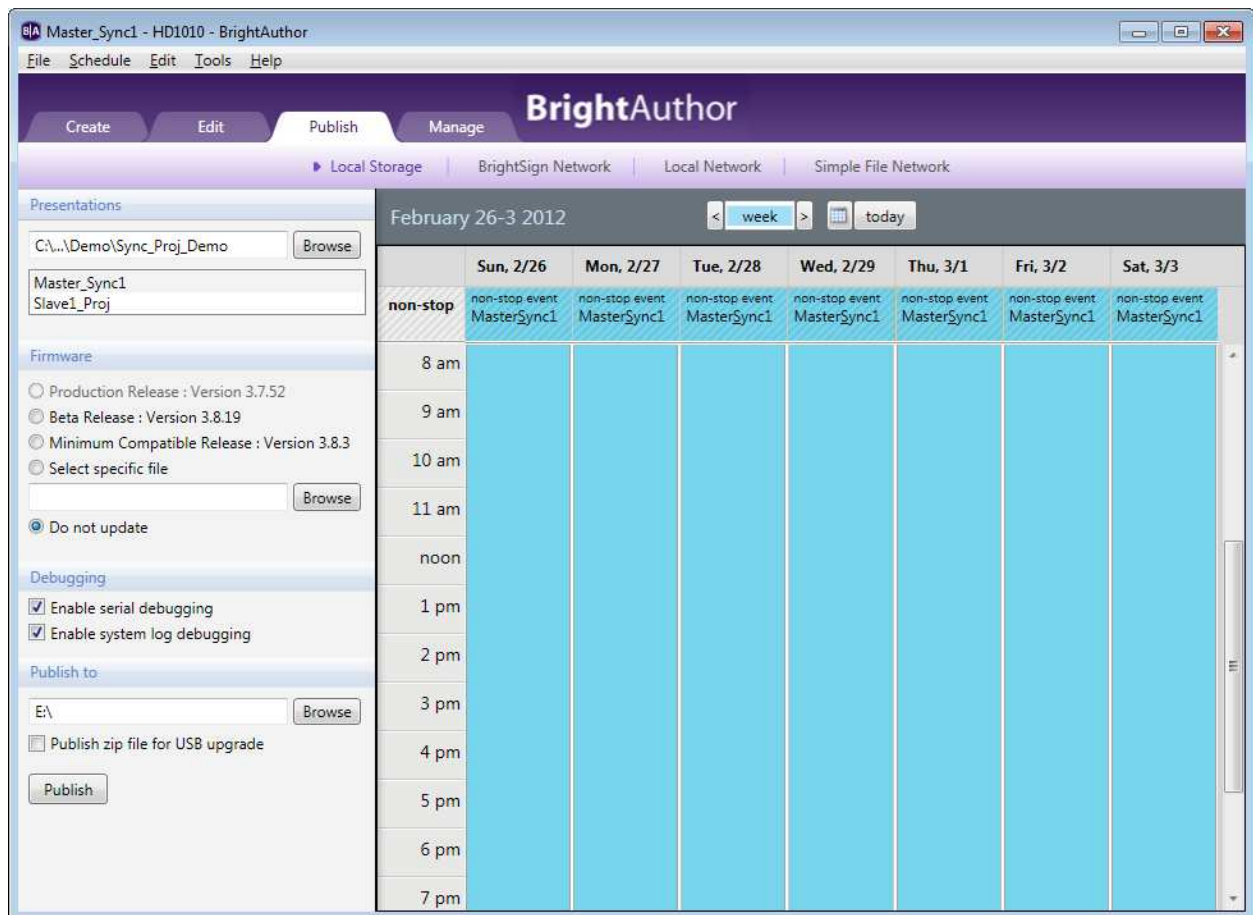 Master_Sync1 - HD1010 - BrightAuthor
File Schedule Edit Tools Help
BrightAuthor
Create Edit Publish Manage
Local Storage BrightSign Network Local Network Simple File Network
Presentations
C:\...\Demo\Sync_Proj_Demo Browse
Master_Sync1
Slave1_Proj
Firmware
Production Release : Version 3.7.52
Beta Release : Version 3.8.19
Minimum Compatible Release : Version 3.8.3
Select specific file
Browse
Do not update
Debugging
Enable serial debugging
Enable system log debugging
Publish to
E:\ Browse
Publish zip file for USB upgrade
Publish
February 26-3 2012 < week > today
Sun, 2/26 Mon, 2/27 Tue, 2/28 Wed, 2/29 Thu, 3/1 Fri, 3/2 Sat, 3/3
non-stop
non-stop event non-stop event non-stop event non-stop event non-stop event non-stop event non-stop event
MasterSync1 MasterSync1 MasterSync1 MasterSync1 MasterSync1 MasterSync1 MasterSync1
8 am
9 am
10 am
11 am
noon
1 pm
2 pm
3 pm
4 pm
5 pm
6 pm
7 pm